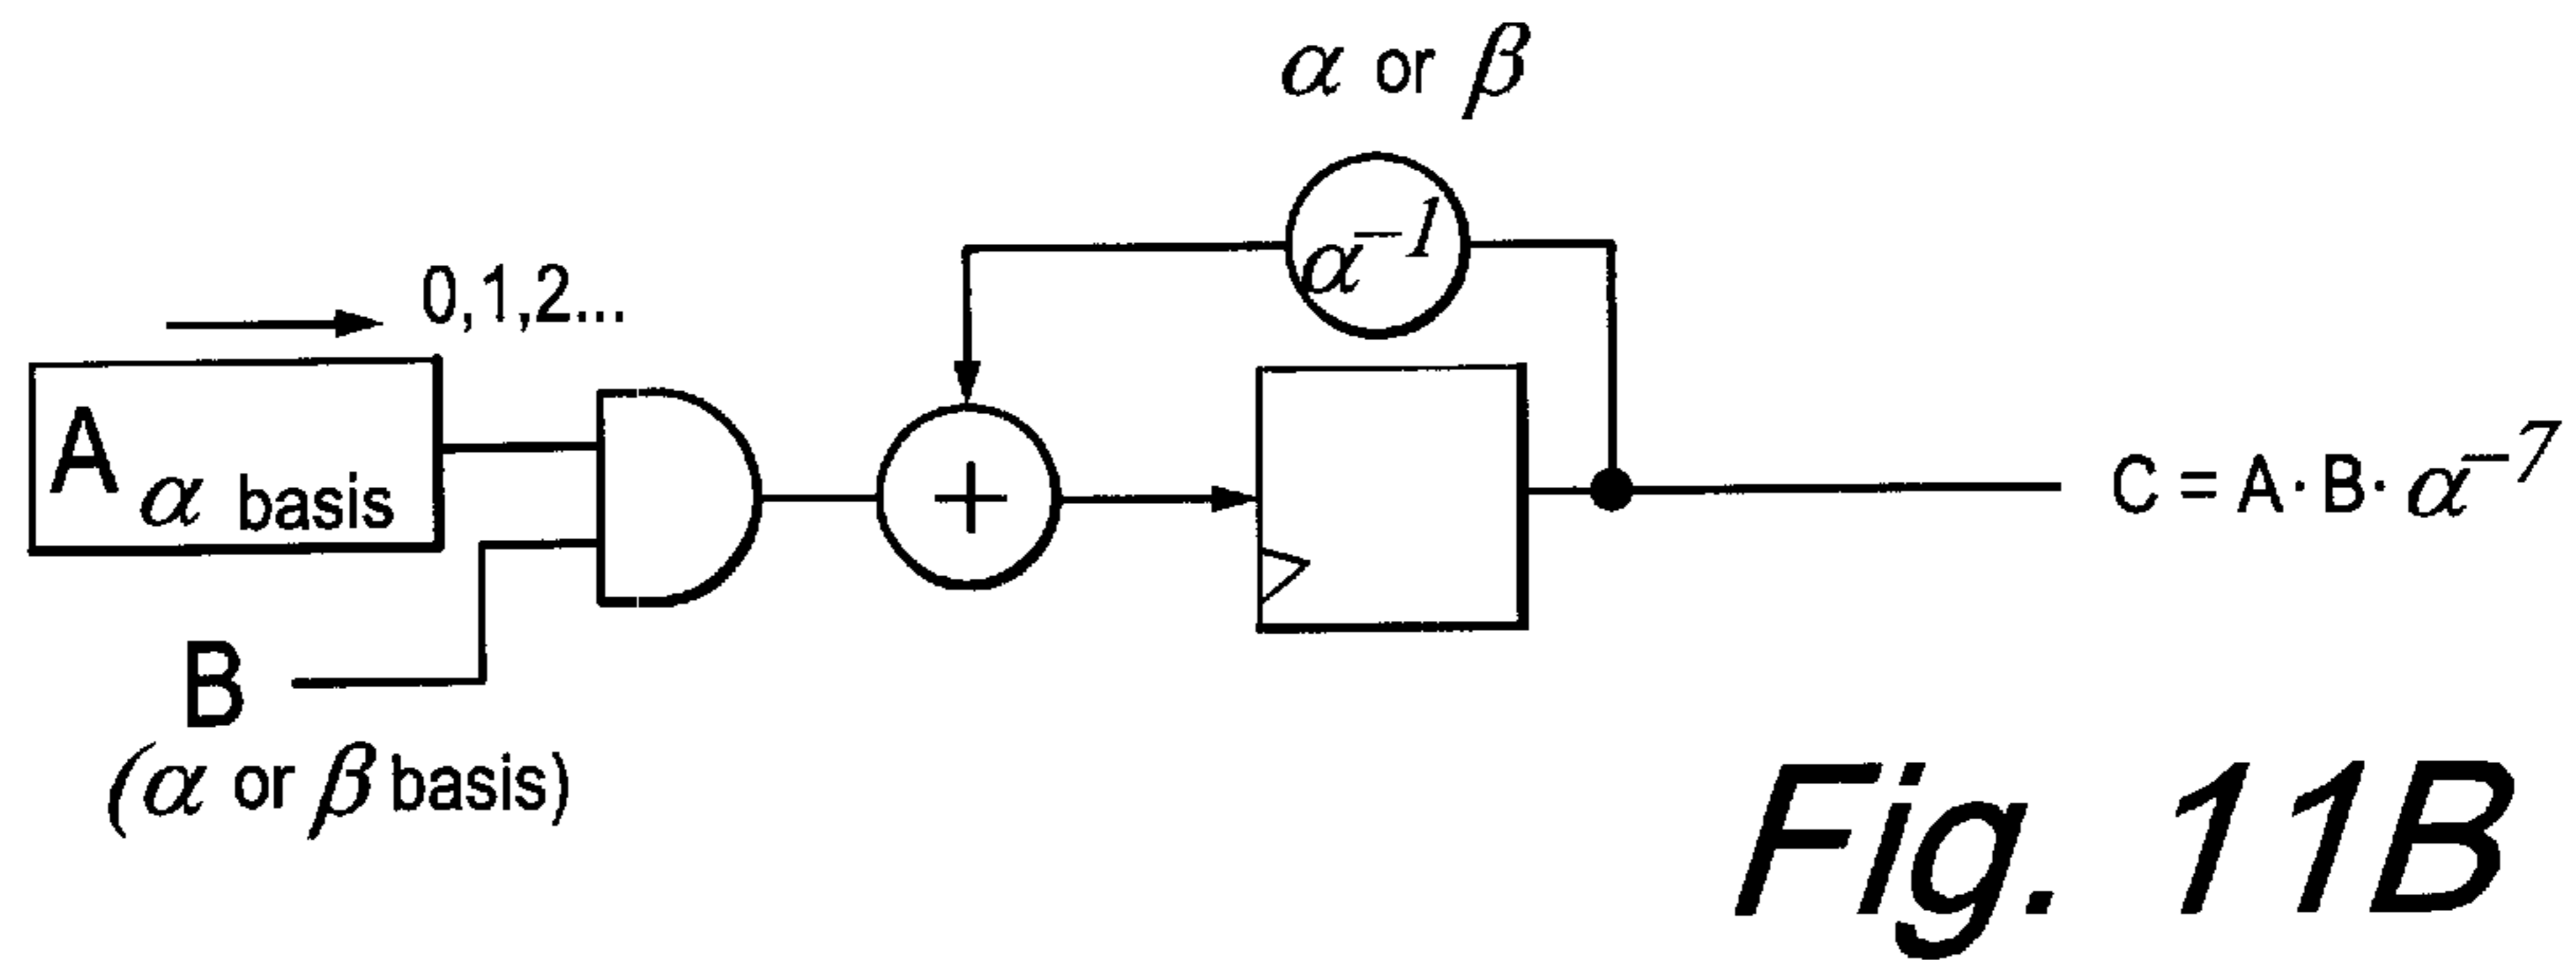 α or β
α⁻¹
0,1,2...
A α basis
+
C = A · B · α⁻⁷
B
(α or β basis)
Fig. 11B